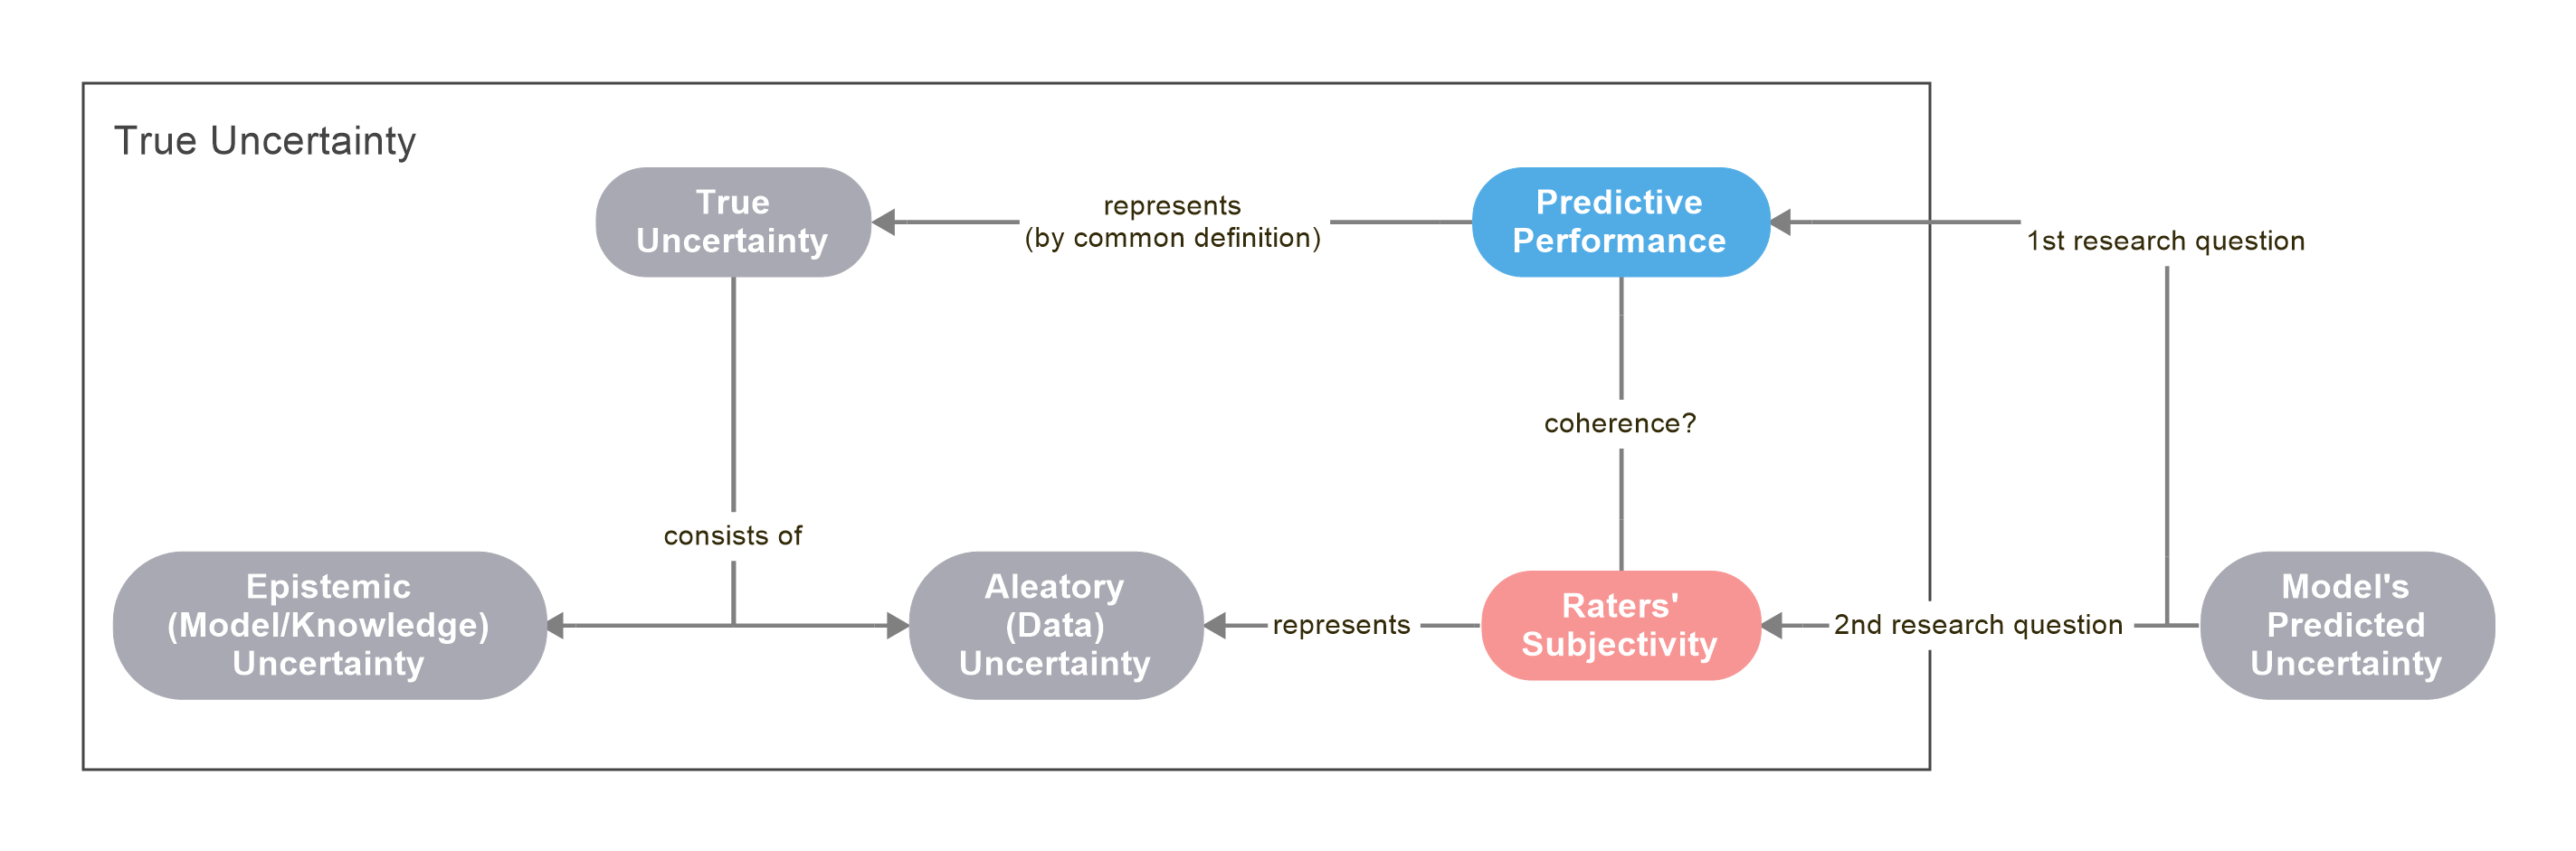 True Uncertainty
True
Uncertainty
represents
(by common definition)
Predictive
Performance
1st research question
coherence?
consists of
Epistemic
(Model/Knowledge)
Uncertainty
Aleatory
(Data)
Uncertainty
represents
Raters'
Subjectivity
2nd research question
Model's
Predicted
Uncertainty